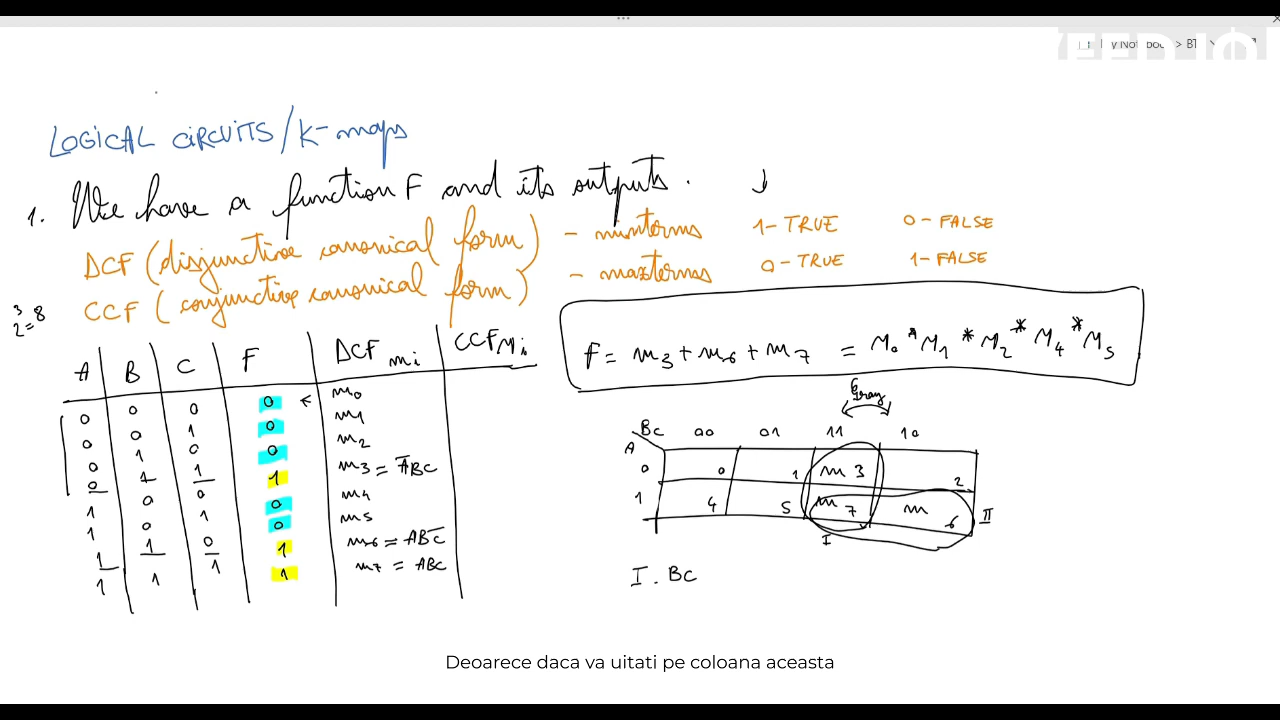 LOGICAL CIRCUITS / K-maps
1. We have a function F and its outputs.
DCF (disjunctive canonical form) - minterms 1-TRUE 0-FALSE
CCF (conjunctive canonical form) - maxterms 0-TRUE 1-FALSE
2³=8
A B C F DCF mi CCF Mi
0 0 0 0 ← m0
0 0 1 0 m1
0 1 0 0 m2
0 1 1 1 m3 = A̅BC
1 0 0 0 m4
1 0 1 0 m5
1 1 0 1 m6 = ABC̅
1 1 1 1 m7 = ABC
f = m3 + m6 + m7 = M0 * M1 * M2 * M4 * M5
Gray
BC 00 01 11 10
A
0 0 1 m 3 2
1 4 5 m 7 m 6 II
I
I. BC
Deoarece daca va uitati pe coloana aceasta